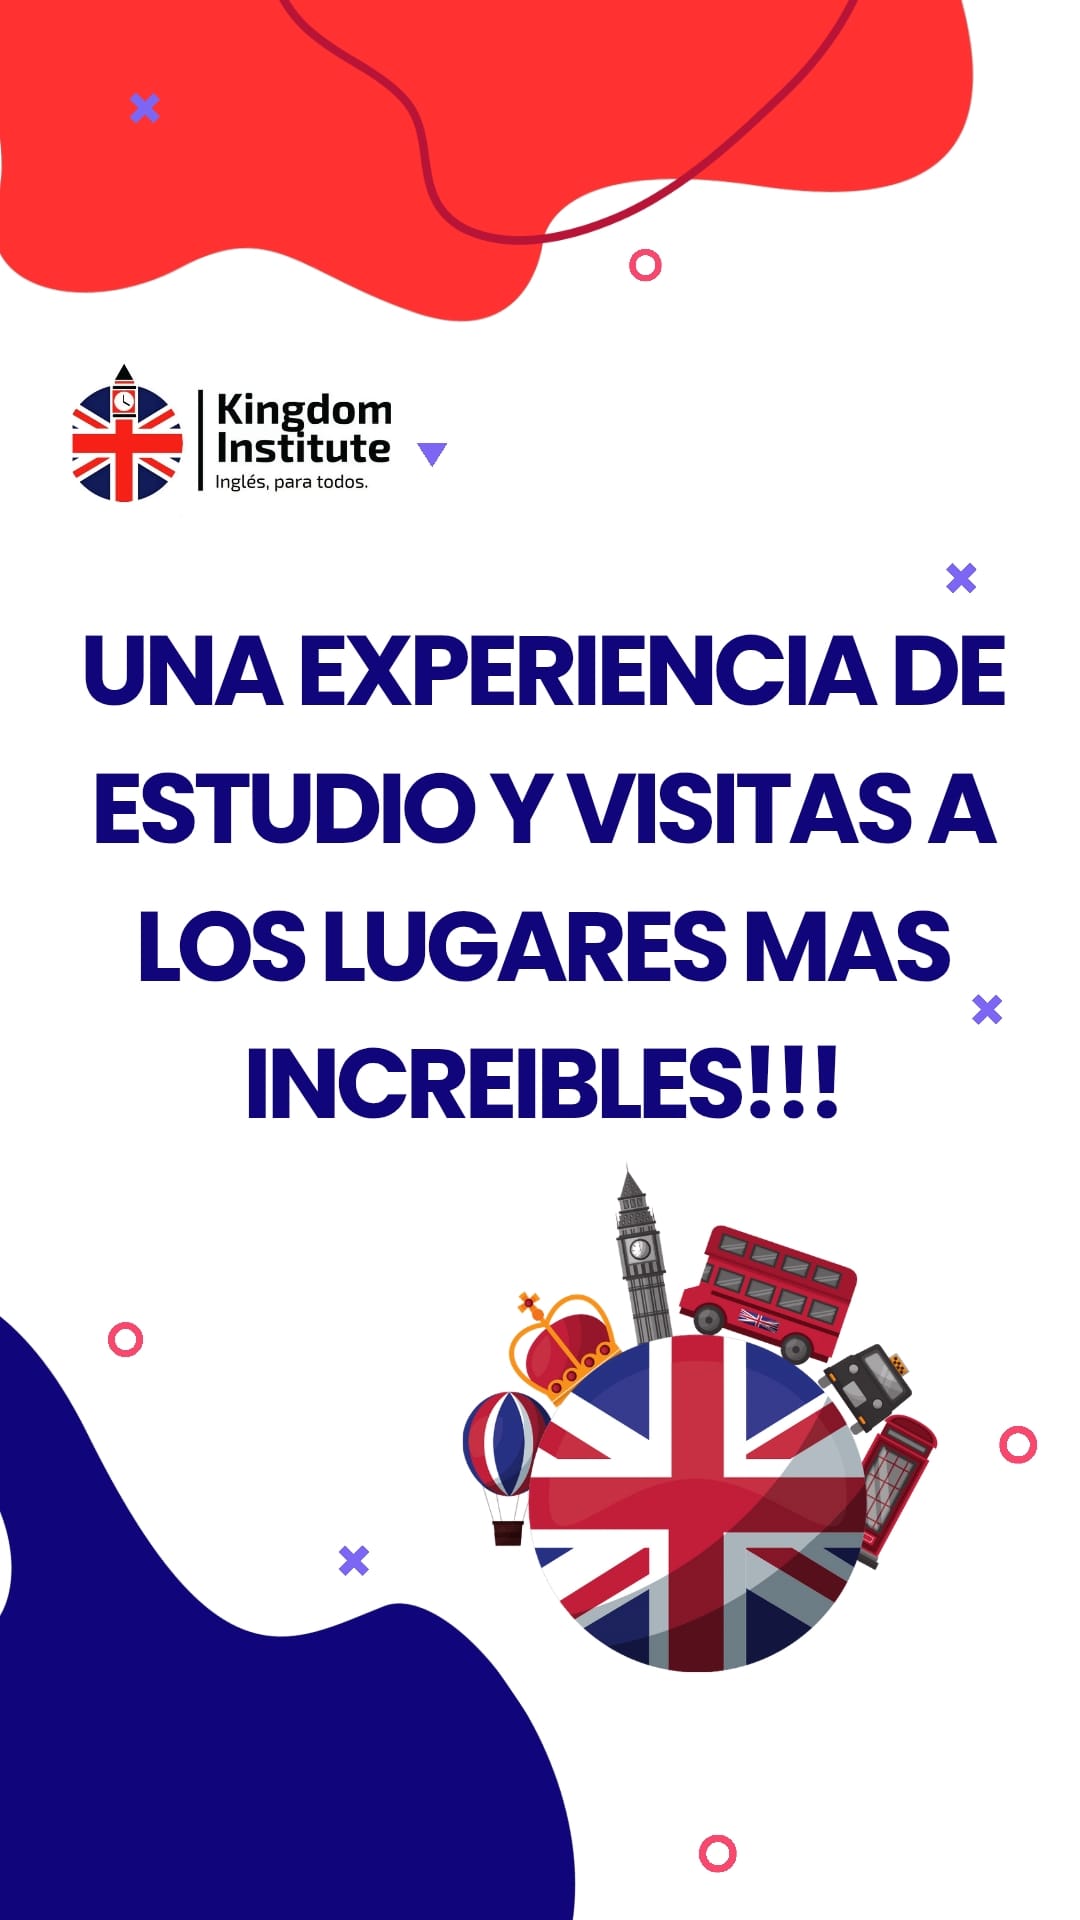 Kingdom
Institute
Inglés, para todos.
UNA EXPERIENCIA DE
ESTUDIO Y VISITAS A
LOS LUGARES MAS
INCREIBLES!!!